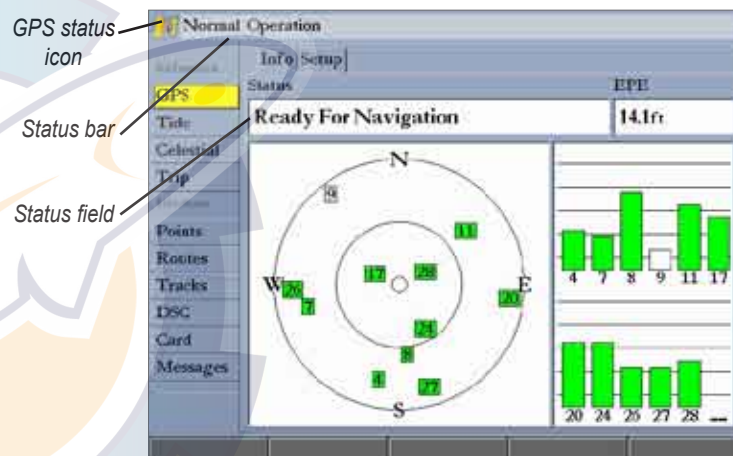 GPS status icon
Normal Operation
Info Setup
GPS
Status
EPE
Status bar
Tide
Ready For Navigation
14.1ft
Celestial
Trip
Status field
Points
Routes
Tracks
DSC
Card
Messages
N
9
11
17
28
W
26
7
20
E
24
8
4
27
S
4 7 8 9 11 17
20 24 26 27 28 --